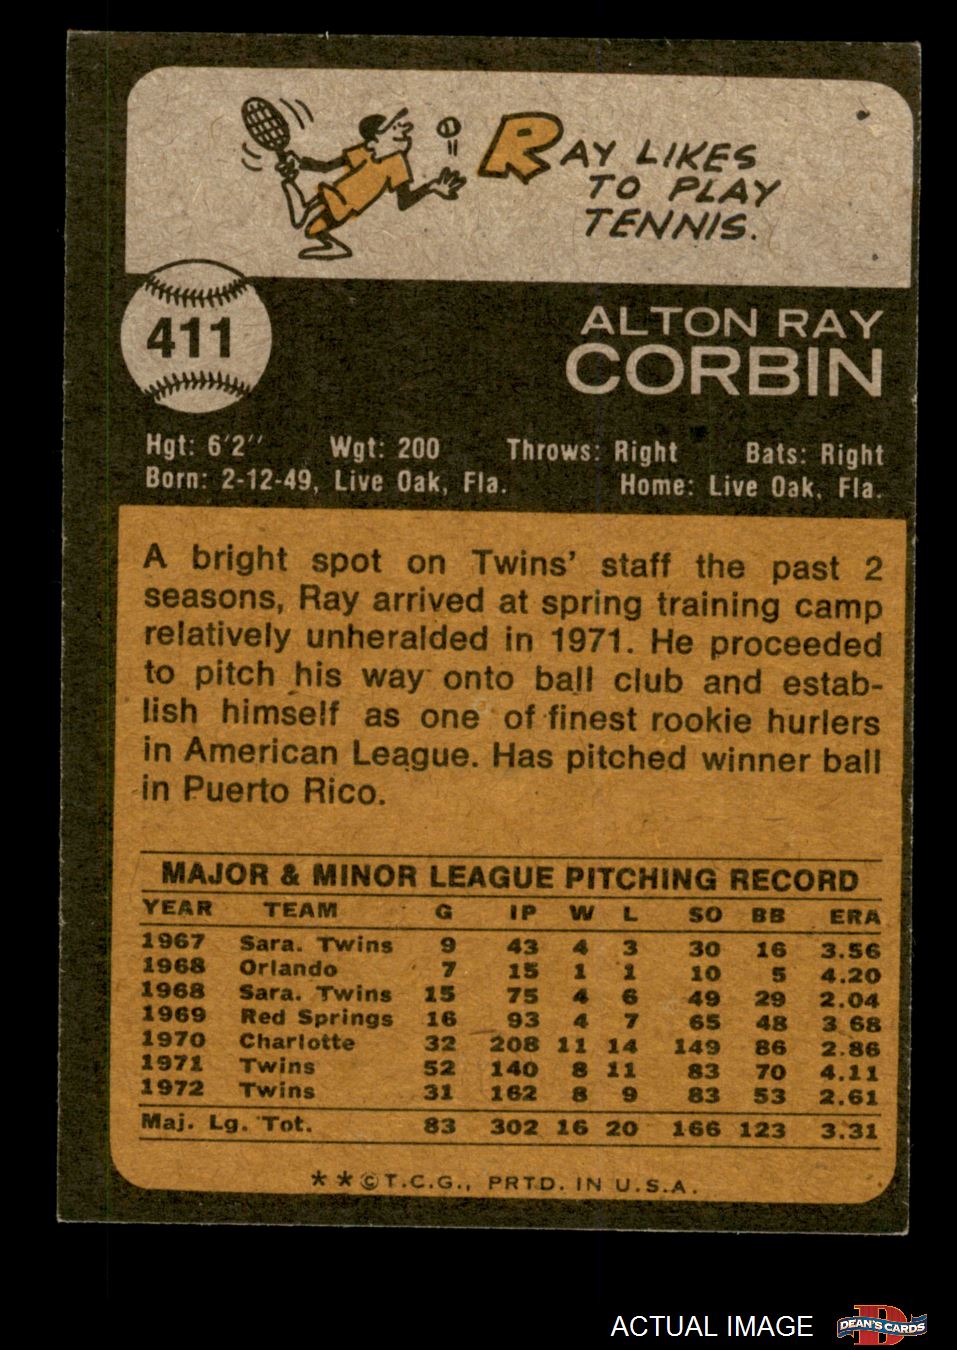 RAY LIKES
TO PLAY
TENNIS.
411
ALTON RAY
CORBIN
Hgt: 6'2" Wgt: 200 Throws: Right Bats: Right
Born: 2-12-49, Live Oak, Fla. Home: Live Oak, Fla.
A bright spot on Twins' staff the past 2
seasons, Ray arrived at spring training camp
relatively unheralded in 1971. He proceeded
to pitch his way onto ball club and estab-
lish himself as one of finest rookie hurlers
in American League. Has pitched winner ball
in Puerto Rico.
MAJOR & MINOR LEAGUE PITCHING RECORD
YEAR TEAM G IP W L SO BB ERA
1967 Sara. Twins 9 43 4 3 30 16 3.56
1968 Orlando 7 15 1 1 10 5 4.20
1968 Sara. Twins 15 75 4 6 49 29 2.04
1969 Red Springs 16 93 4 7 65 48 3.68
1970 Charlotte 32 208 11 14 149 86 2.86
1971 Twins 52 140 8 11 83 70 4.11
1972 Twins 31 162 8 9 83 53 2.61
Maj. Lg. Tot. 83 302 16 20 166 123 3.31
**©T.C.G., PRTD. IN U.S.A.
ACTUAL IMAGE
D
DEAN'S CARDS